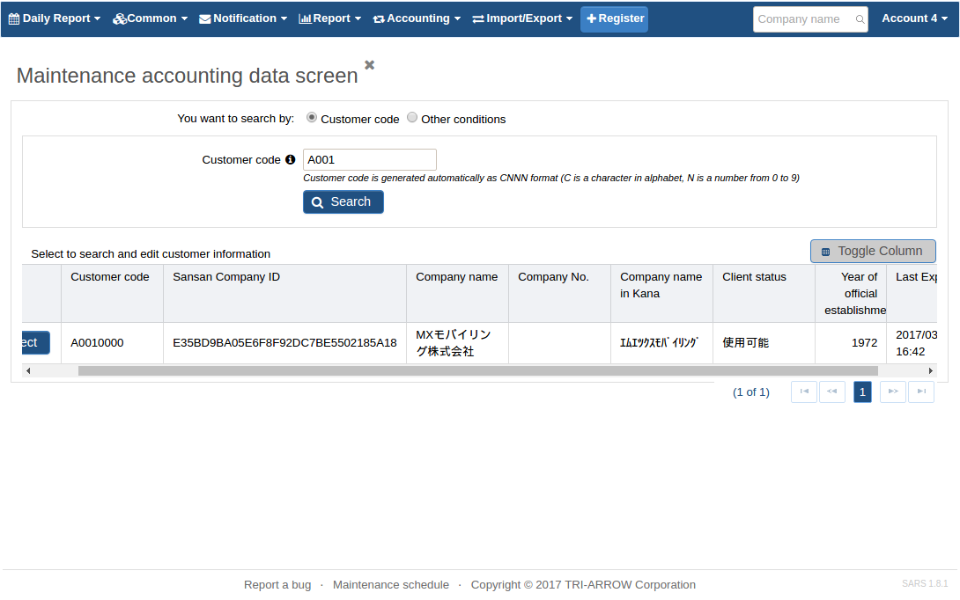 Daily Report Common Notification Report Accounting Import/Export Register Company name Account 4
Maintenance accounting data screen
You want to search by: Customer code Other conditions
Customer code A001
Customer code is generated automatically as CNNN format (C is a character in alphabet, N is a number from 0 to 9)
Search
Select to search and edit customer information Toggle Column
Customer code Sansan Company ID Company name Company No. Company name Client status Year of Last Exp
in Kana official
establishme
ect A0010000 E35BD9BA05E6F8F92DC7BE5502185A18 MXモバイリン ｴﾑｴｯｸｽﾓﾊﾞｲﾘﾝｸﾞ 使用可能 1972 2017/03
グ株式会社 16:42
(1 of 1) 1
Report a bug · Maintenance schedule · Copyright © 2017 TRI-ARROW Corporation SARS 1.8.1